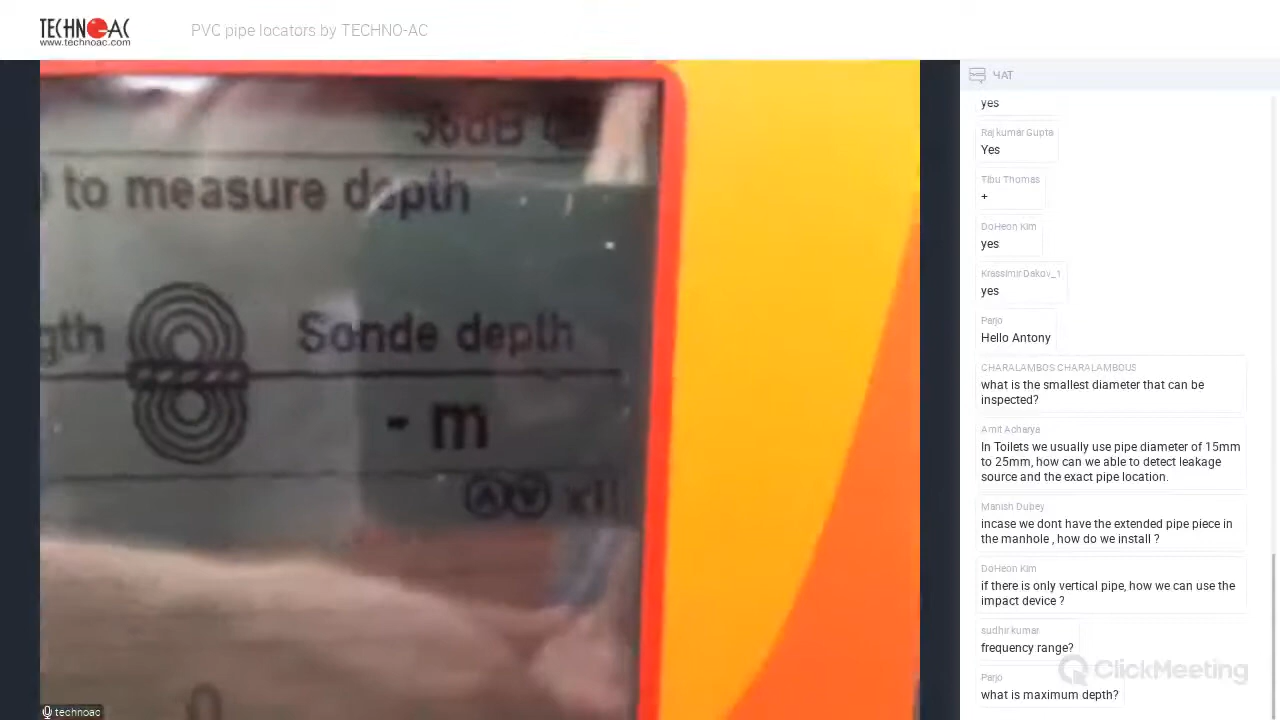 TECHNOAC
www.technoac.com
PVC pipe locators by TECHNO-AC
to measure depth
Sonde depth
- m
technoac
ЧАТ
yes
Raj kumar Gupta
Yes
Tibu Thomas
+
DoHeon Kim
yes
Krassimir Dakov_1
yes
Parjo
Hello Antony
CHARALAMBOS CHARALAMBOUS
what is the smallest diameter that can be
inspected?
Amit Acharya
In Toilets we usually use pipe diameter of 15mm
to 25mm, how can we able to detect leakage
source and the exact pipe location.
Manish Dubey
incase we dont have the extended pipe piece in
the manhole , how do we install ?
DoHeon Kim
if there is only vertical pipe, how we can use the
impact device ?
sudhir kumar
frequency range?
Parjo
what is maximum depth?
ClickMeeting